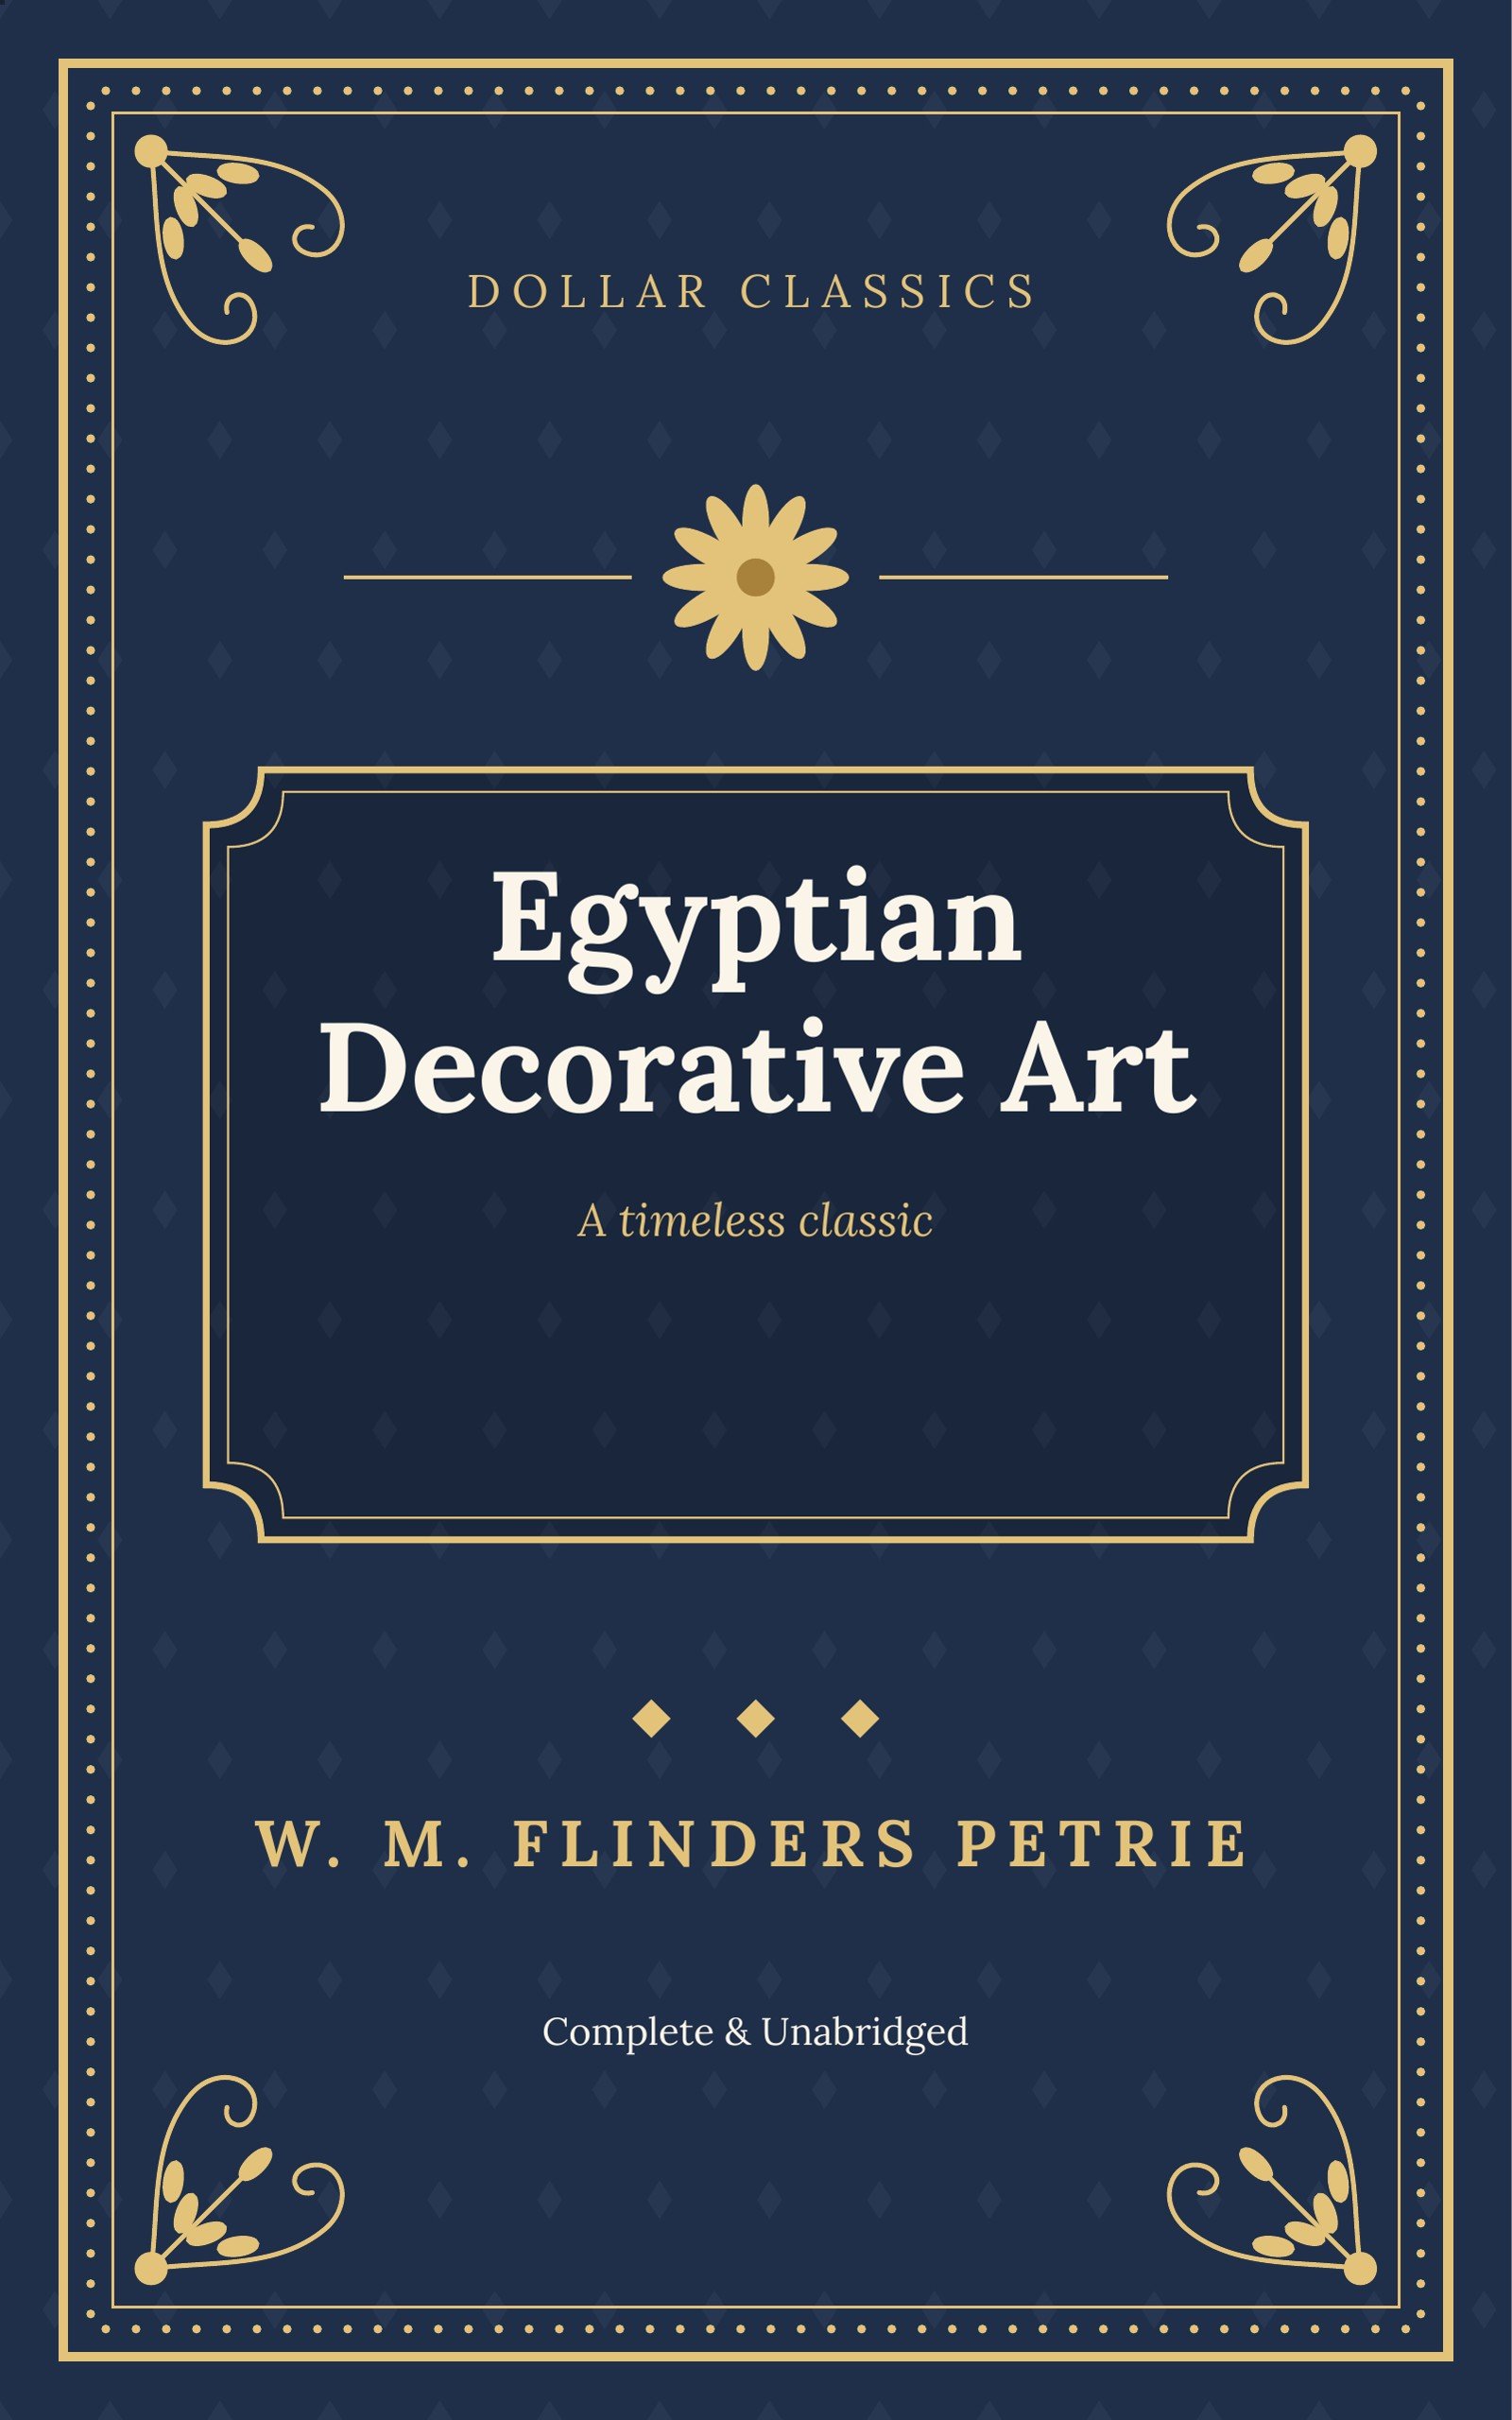 DOLLAR CLASSICS
Egyptian
Decorative Art
A timeless classic
W. M. FLINDERS PETRIE
Complete & Unabridged